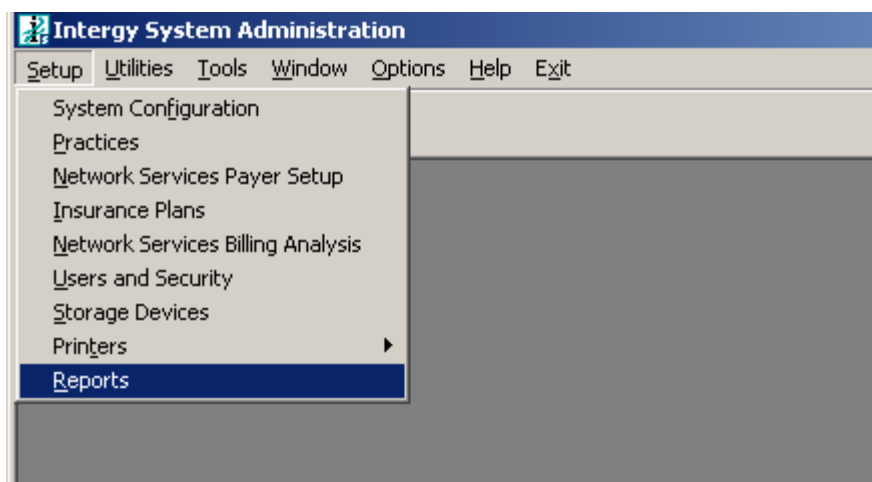 Intergy System Administration
Setup Utilities Tools Window Options Help Exit
System Configuration
Practices
Network Services Payer Setup
Insurance Plans
Network Services Billing Analysis
Users and Security
Storage Devices
Printers
Reports